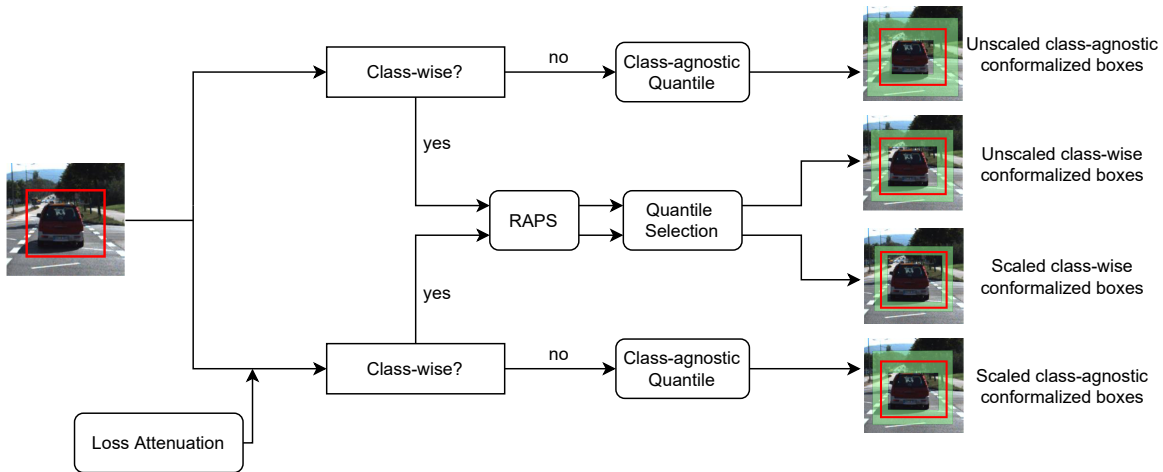 Class-wise?
no
Class-agnostic
Quantile
Unscaled class-agnostic
conformalized boxes
yes
Unscaled class-wise
conformalized boxes
RAPS
Quantile
Selection
Scaled class-wise
conformalized boxes
yes
Class-wise?
no
Class-agnostic
Quantile
Scaled class-agnostic
conformalized boxes
Loss Attenuation